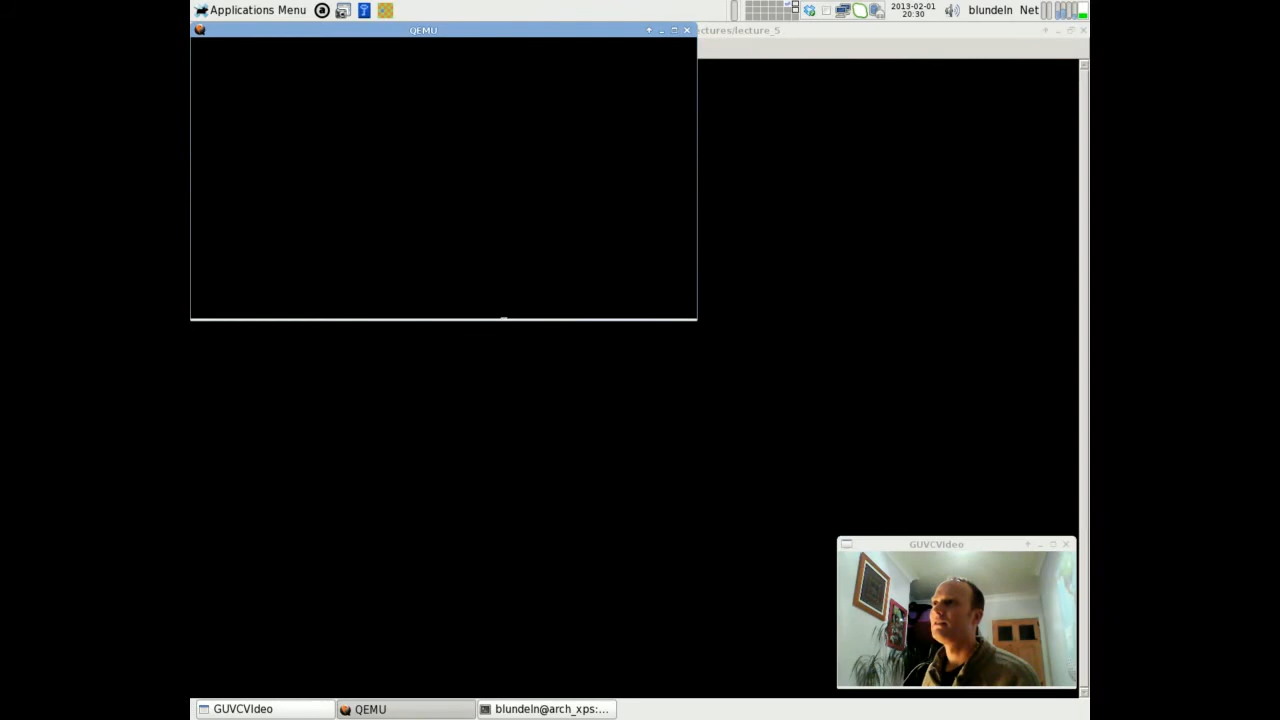 Applications Menu
2013-02-01
20:30
blundeln
Net
QEMU
ctures/lecture_5
GUVCVideo
GUVCVIdeo
QEMU
blundeln@arch_xps:...